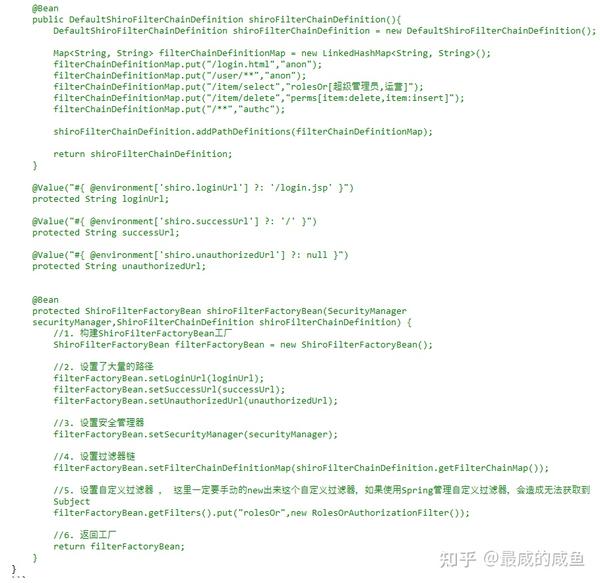 @Bean
public DefaultShiroFilterChainDefinition shiroFilterChainDefinition(){
DefaultShiroFilterChainDefinition shiroFilterChainDefinition = new DefaultShiroFilterChainDefinition();
Map<String, String> filterChainDefinitionMap = new LinkedHashMap<String, String>();
filterChainDefinitionMap.put("/login.html","anon");
filterChainDefinitionMap.put("/user/**","anon");
filterChainDefinitionMap.put("/item/select","rolesOr[超级管理员,运营]");
filterChainDefinitionMap.put("/item/delete","perms[item:delete,item:insert]");
filterChainDefinitionMap.put("/**","authc");
shiroFilterChainDefinition.addPathDefinitions(filterChainDefinitionMap);
return shiroFilterChainDefinition;
}
@Value("#{ @environment['shiro.loginUrl'] ?: '/login.jsp' }")
protected String loginUrl;
@Value("#{ @environment['shiro.successUrl'] ?: '/' }")
protected String successUrl;
@Value("#{ @environment['shiro.unauthorizedUrl'] ?: null }")
protected String unauthorizedUrl;
@Bean
protected ShiroFilterFactoryBean shiroFilterFactoryBean(SecurityManager
securityManager,ShiroFilterChainDefinition shiroFilterChainDefinition) {
//1. 构建ShiroFilterFactoryBean工厂
ShiroFilterFactoryBean filterFactoryBean = new ShiroFilterFactoryBean();
//2. 设置了大量的路径
filterFactoryBean.setLoginUrl(loginUrl);
filterFactoryBean.setSuccessUrl(successUrl);
filterFactoryBean.setUnauthorizedUrl(unauthorizedUrl);
//3. 设置安全管理器
filterFactoryBean.setSecurityManager(securityManager);
//4. 设置过滤器链
filterFactoryBean.setFilterChainDefinitionMap(shiroFilterChainDefinition.getFilterChainMap());
//5. 设置自定义过滤器 , 这里一定要手动的new出来这个自定义过滤器，如果使用Spring管理自定义过滤器，会造成无法获取到
Subject
filterFactoryBean.getFilters().put("rolesOr",new RolesOrAuthorizationFilter());
//6. 返回工厂
return filterFactoryBean;
}
}
知乎 @最咸的咸鱼